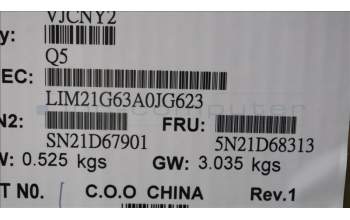 VJCNY2
y:
Q5
EC:
LIM21G63A0JG623
N2: FRU:
SN21D67901 5N21D68313
W: 0.525 kgs GW: 3.035 kgs
T NO. C.O.O CHINA Rev.1